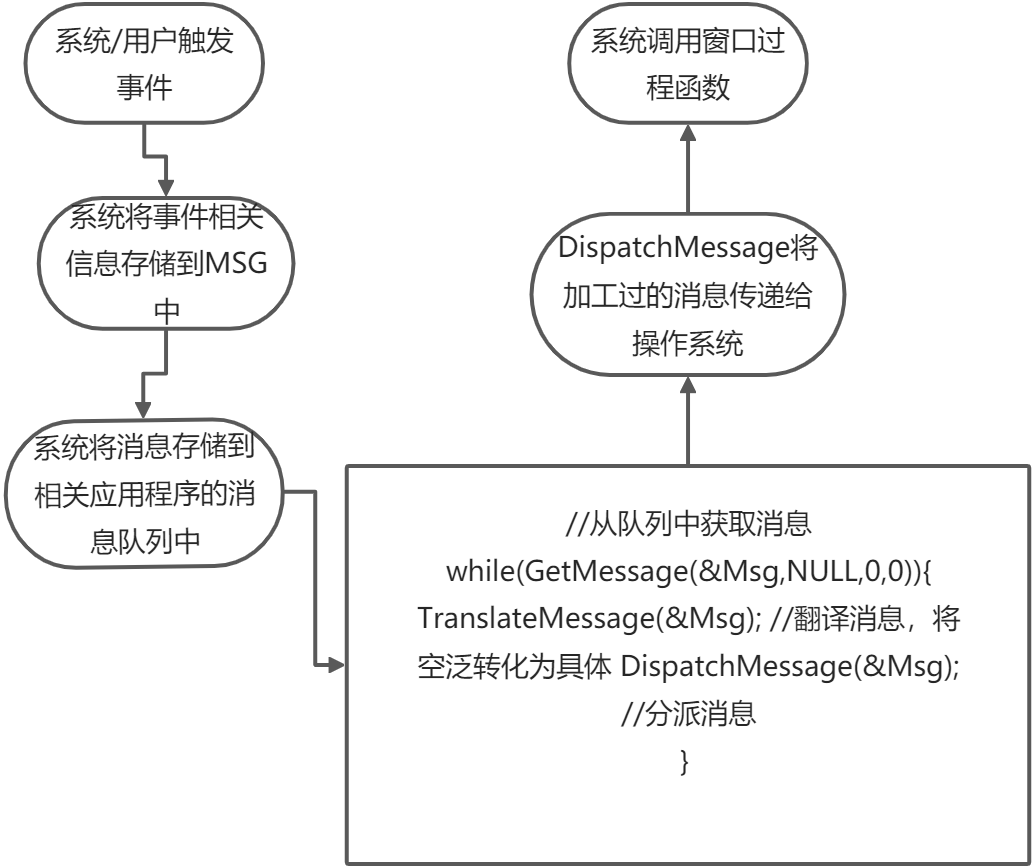 系统/用户触发
事件
系统将事件相关
信息存储到MSG
中
系统将消息存储到
相关应用程序的消
息队列中
//从队列中获取消息
while(GetMessage(&Msg,NULL,0,0)){
TranslateMessage(&Msg); //翻译消息，将
空泛转化为具体 DispatchMessage(&Msg);
//分派消息
}
DispatchMessage将
加工过的消息传递给
操作系统
系统调用窗口过
程函数